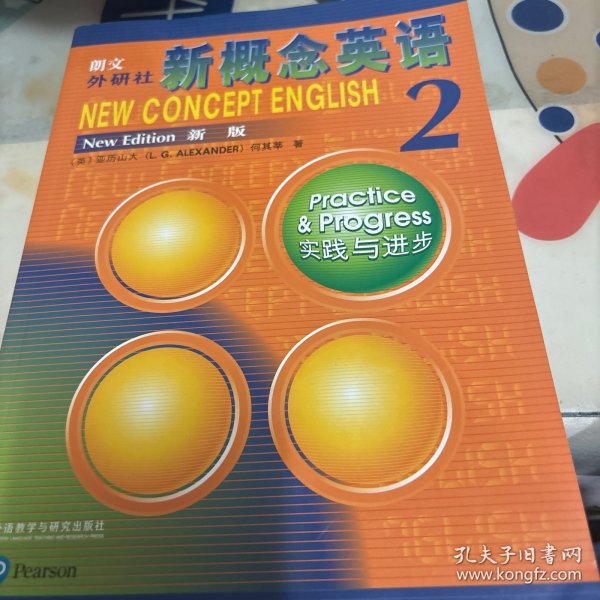 朗文
外研社
新概念英语
NEW CONCEPT ENGLISH
2
New Edition 新 版
(英) 亚历山大 (L. G. ALEXANDER) 何其莘 著
Practice
& Progress
实践与进步
外语教学与研究出版社
Pearson
孔夫子旧书网
www.kongfz.com